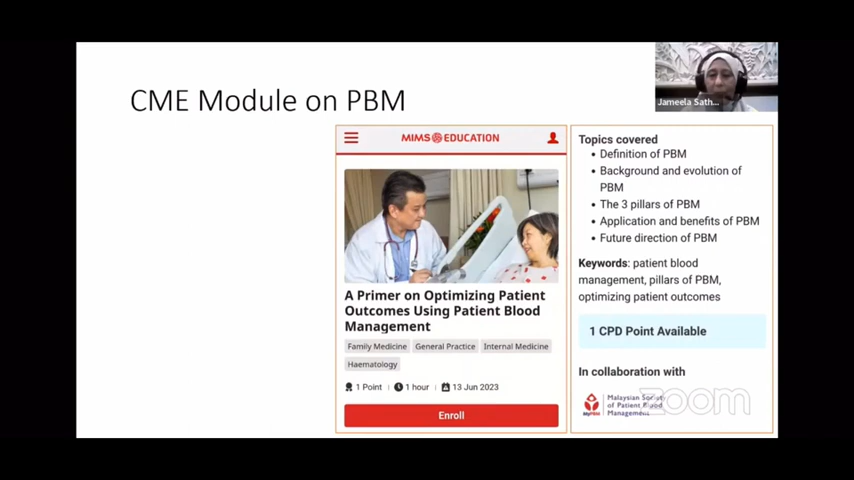 CME Module on PBM
Jameela Sath...
MIMS EDUCATION
A Primer on Optimizing Patient
Outcomes Using Patient Blood
Management
Family Medicine
General Practice
Internal Medicine
Haematology
1 Point
1 hour
13 Jun 2023
Enroll
Topics covered
• Definition of PBM
• Background and evolution of
PBM
• The 3 pillars of PBM
• Application and benefits of PBM
• Future direction of PBM
Keywords: patient blood
management, pillars of PBM,
optimizing patient outcomes
1 CPD Point Available
In collaboration with
MyPBM
Malaysian Society
of Patient Blood
Management
zoom